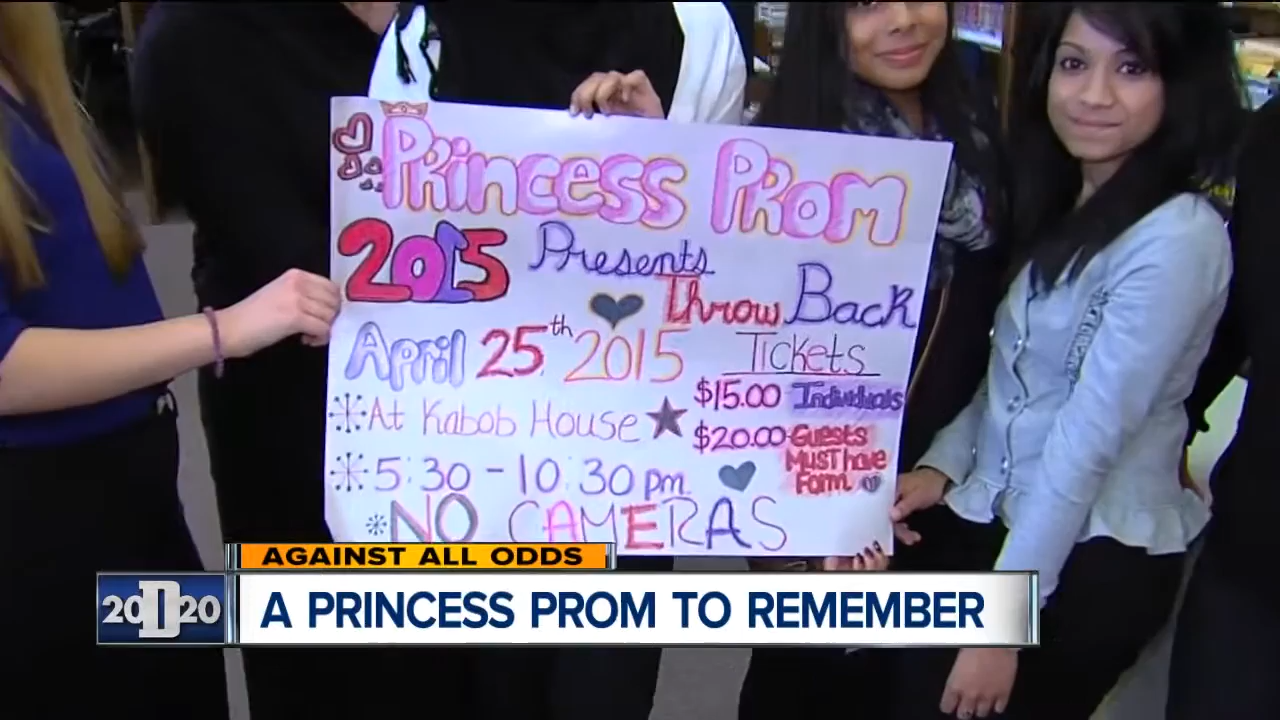 PRincess PRom
2015 Presents
Throw Back
April 25th 2015
Tickets
$15.00 Individuals
At Kabob House
$20.00-Guests
Must have
Form
5:30 - 10:30 pm
NO CAMERAS
AGAINST ALL ODDS
20 D 20
A PRINCESS PROM TO REMEMBER